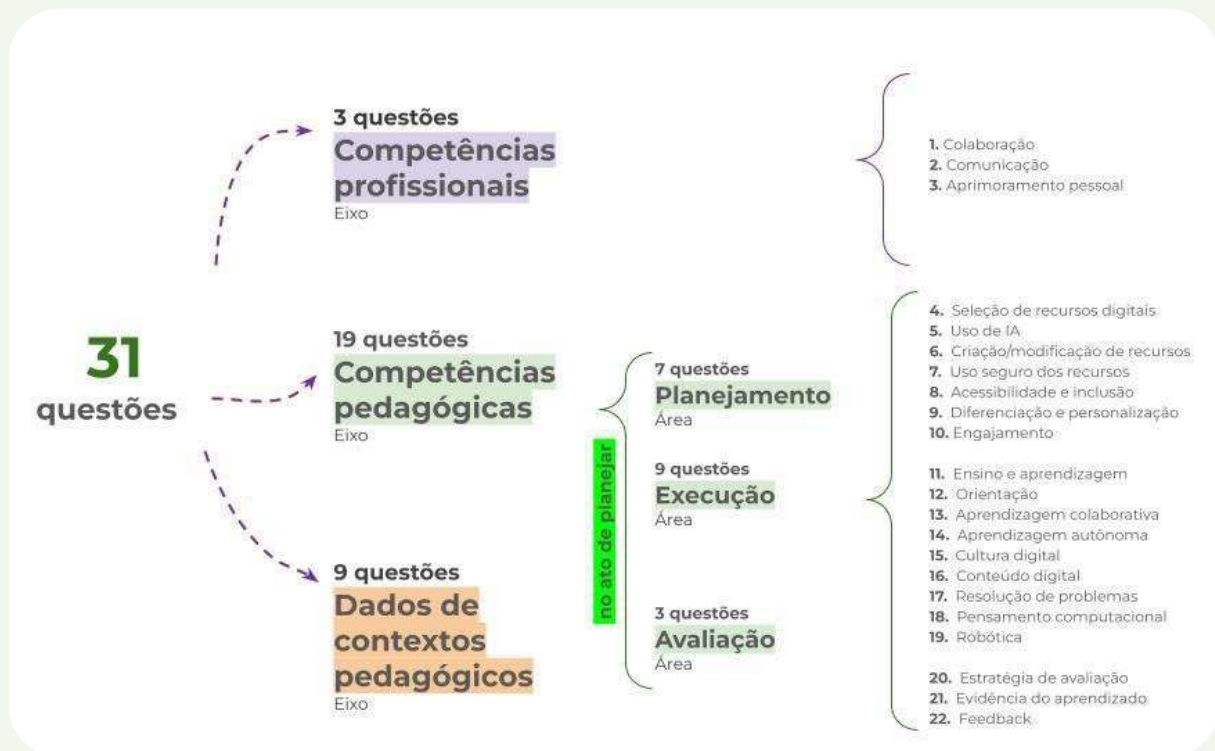 31
questões
3 questões
Competências
profissionais
Eixo
1. Colaboração
2. Comunicação
3. Aprimoramento pessoal
19 questões
Competências
pedagógicas
Eixo
no ato de planejar
7 questões
Planejamento
Área
4. Seleção de recursos digitais
5. Uso de IA
6. Criação/modificação de recursos
7. Uso seguro dos recursos
8. Acessibilidade e inclusão
9. Diferenciação e personalização
10. Engajamento
9 questões
Execução
Área
11. Ensino e aprendizagem
12. Orientação
13. Aprendizagem colaborativa
14. Aprendizagem autônoma
15. Cultura digital
16. Conteúdo digital
17. Resolução de problemas
18. Pensamento computacional
19. Robótica
3 questões
Avaliação
Área
20. Estratégia de avaliação
21. Evidência do aprendizado
22. Feedback
9 questões
Dados de
contextos
pedagógicos
Eixo